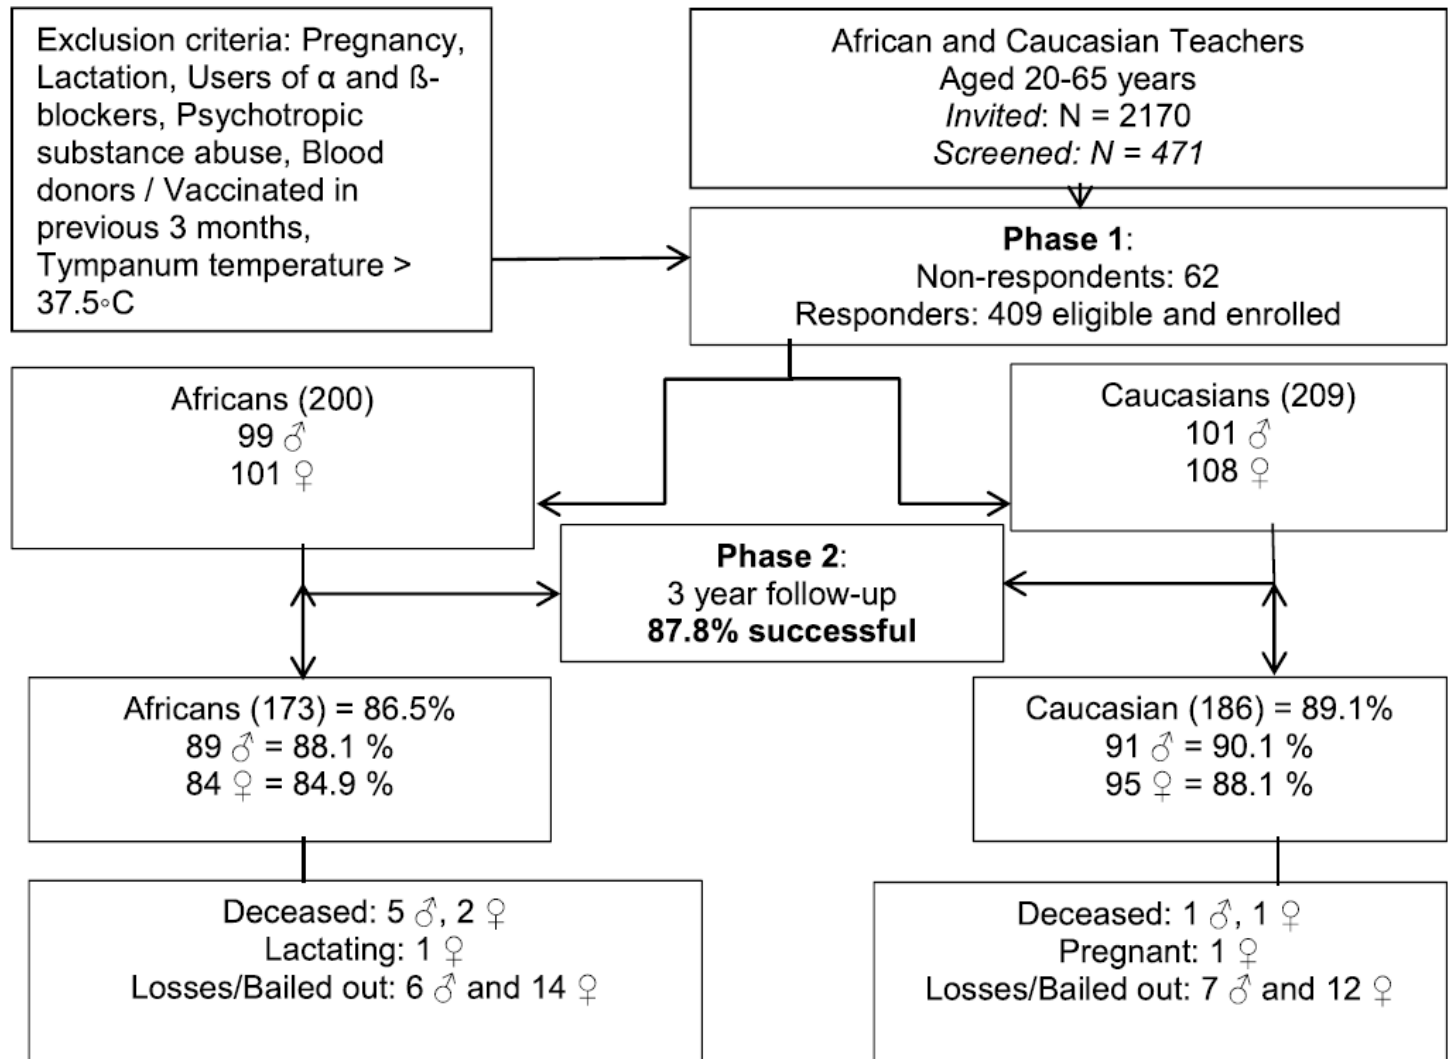 Exclusion criteria: Pregnancy,
Lactation, Users of α and ß-
blockers, Psychotropic
substance abuse, Blood
donors / Vaccinated in
previous 3 months,
Tympanum temperature >
37.5◦C
African and Caucasian Teachers
Aged 20-65 years
Invited: N = 2170
Screened: N = 471
Phase 1:
Non-respondents: 62
Responders: 409 eligible and enrolled
Africans (200)
99 ♂
101 ♀
Caucasians (209)
101 ♂
108 ♀
Phase 2:
3 year follow-up
87.8% successful
Africans (173) = 86.5%
89 ♂ = 88.1 %
84 ♀ = 84.9 %
Caucasian (186) = 89.1%
91 ♂ = 90.1 %
95 ♀ = 88.1 %
Deceased: 5 ♂, 2 ♀
Lactating: 1 ♀
Losses/Bailed out: 6 ♂ and 14 ♀
Deceased: 1 ♂, 1 ♀
Pregnant: 1 ♀
Losses/Bailed out: 7 ♂ and 12 ♀